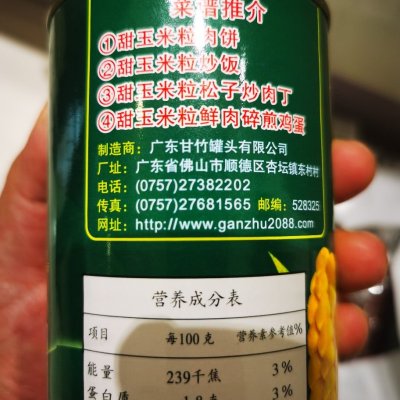 菜谱推介
①甜玉米粒肉饼
②甜玉米粒炒饭
③甜玉米粒松子炒肉丁
④甜玉米粒鲜肉碎煎鸡蛋
制造商：广东甘竹罐头有限公司
厂址：广东省佛山市顺德区杏坛镇东村村
电话：(0757)27382202
传真：(0757)27681565 邮编：528325
网址：http://www.ganzhu2088.com
营养成分表
项目 每100克 营养素参考值%
能量 239千焦 3%
蛋白质 3%